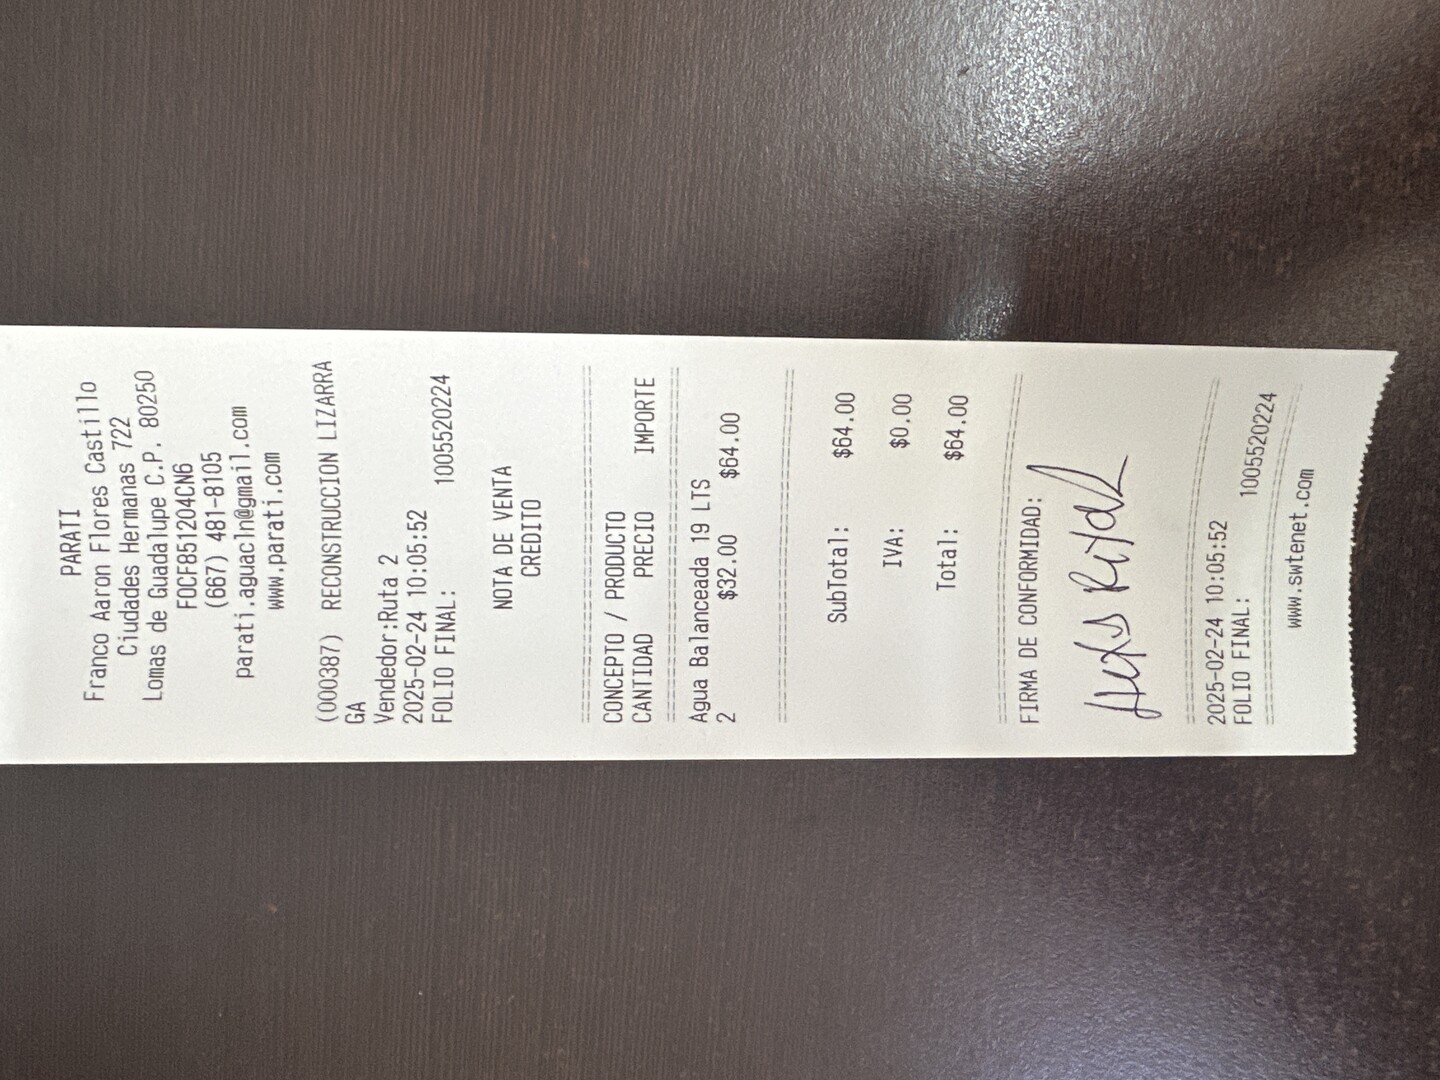 PARATI
Franco Aaron Flores Castillo
Ciudades Hermanas 722
Lomas de Guadalupe C.P. 80250
FOCF851204CN6
(667) 481-8105
parati.aguacln@gmail.com
www.parati.com
(000387) RECONSTRUCCION LIZARRA
GA
Vendedor:Ruta 2
2025-02-24 10:05:52
FOLIO FINAL: 1005520224
NOTA DE VENTA
CREDITO
CONCEPTO / PRODUCTO
CANTIDAD PRECIO IMPORTE
Agua Balanceada 19 LTS
2 $32.00 $64.00
SubTotal: $64.00
IVA: $0.00
Total: $64.00
FIRMA DE CONFORMIDAD:
2025-02-24 10:05:52
FOLIO FINAL: 1005520224
www.swtenet.com